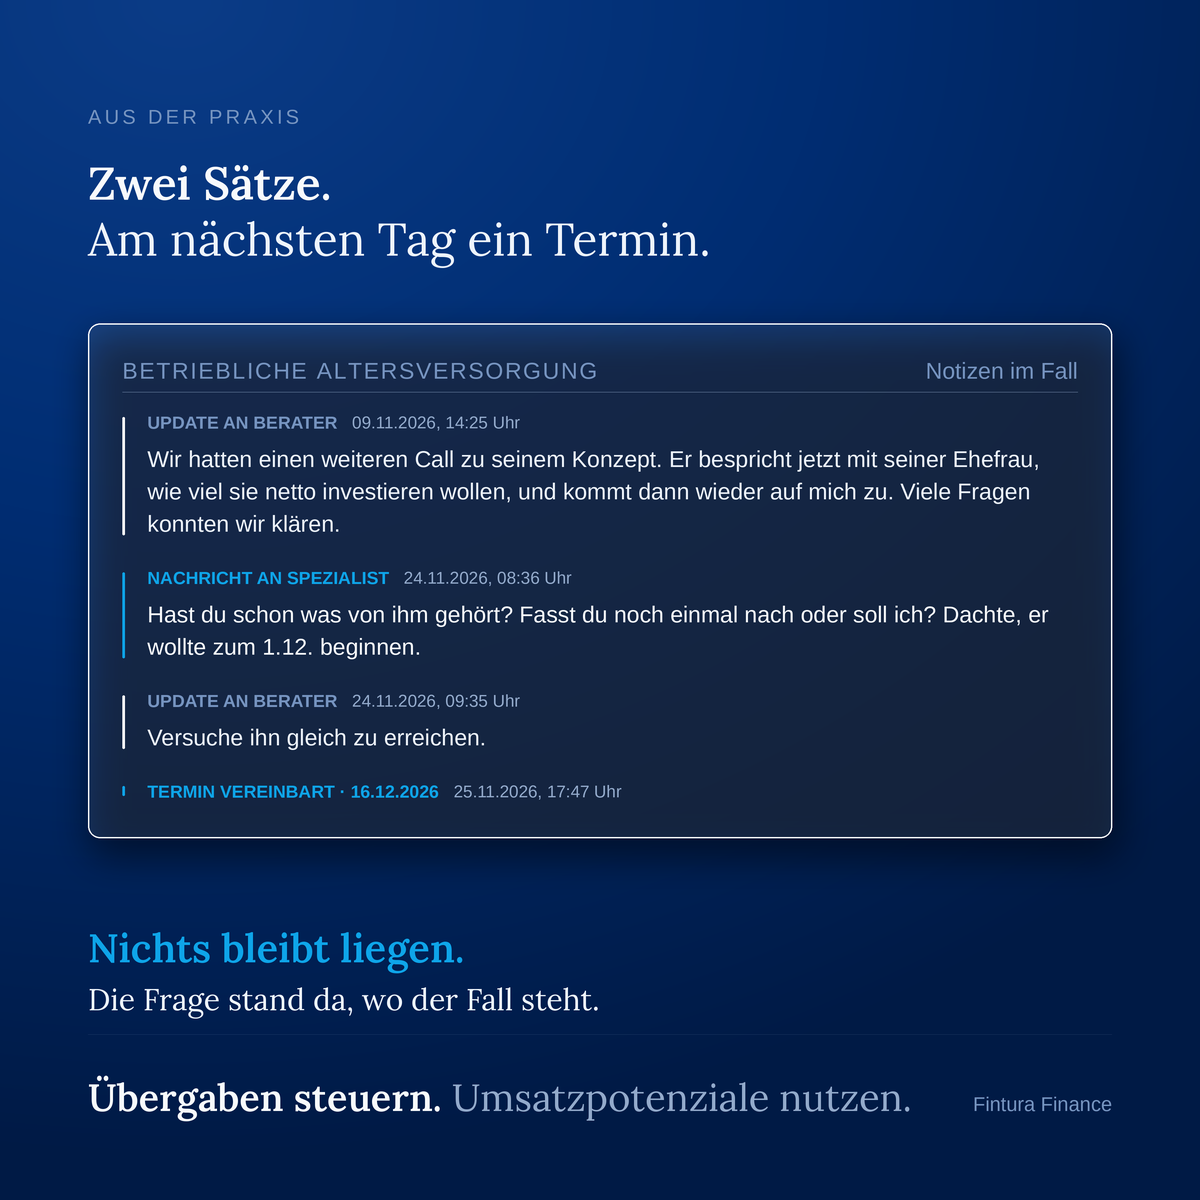 AUS DER PRAXIS
Zwei Sätze.
Am nächsten Tag ein Termin.
BETRIEBLICHE ALTERSVERSORGUNG Notizen im Fall
UPDATE AN BERATER 09.11.2026, 14:25 Uhr
Wir hatten einen weiteren Call zu seinem Konzept. Er bespricht jetzt mit seiner Ehefrau,
wie viel sie netto investieren wollen, und kommt dann wieder auf mich zu. Viele Fragen
konnten wir klären.
NACHRICHT AN SPEZIALIST 24.11.2026, 08:36 Uhr
Hast du schon was von ihm gehört? Fasst du noch einmal nach oder soll ich? Dachte, er
wollte zum 1.12. beginnen.
UPDATE AN BERATER 24.11.2026, 09:35 Uhr
Versuche ihn gleich zu erreichen.
TERMIN VEREINBART · 16.12.2026 25.11.2026, 17:47 Uhr
Nichts bleibt liegen.
Die Frage stand da, wo der Fall steht.
Übergaben steuern. Umsatzpotenziale nutzen. Fintura Finance